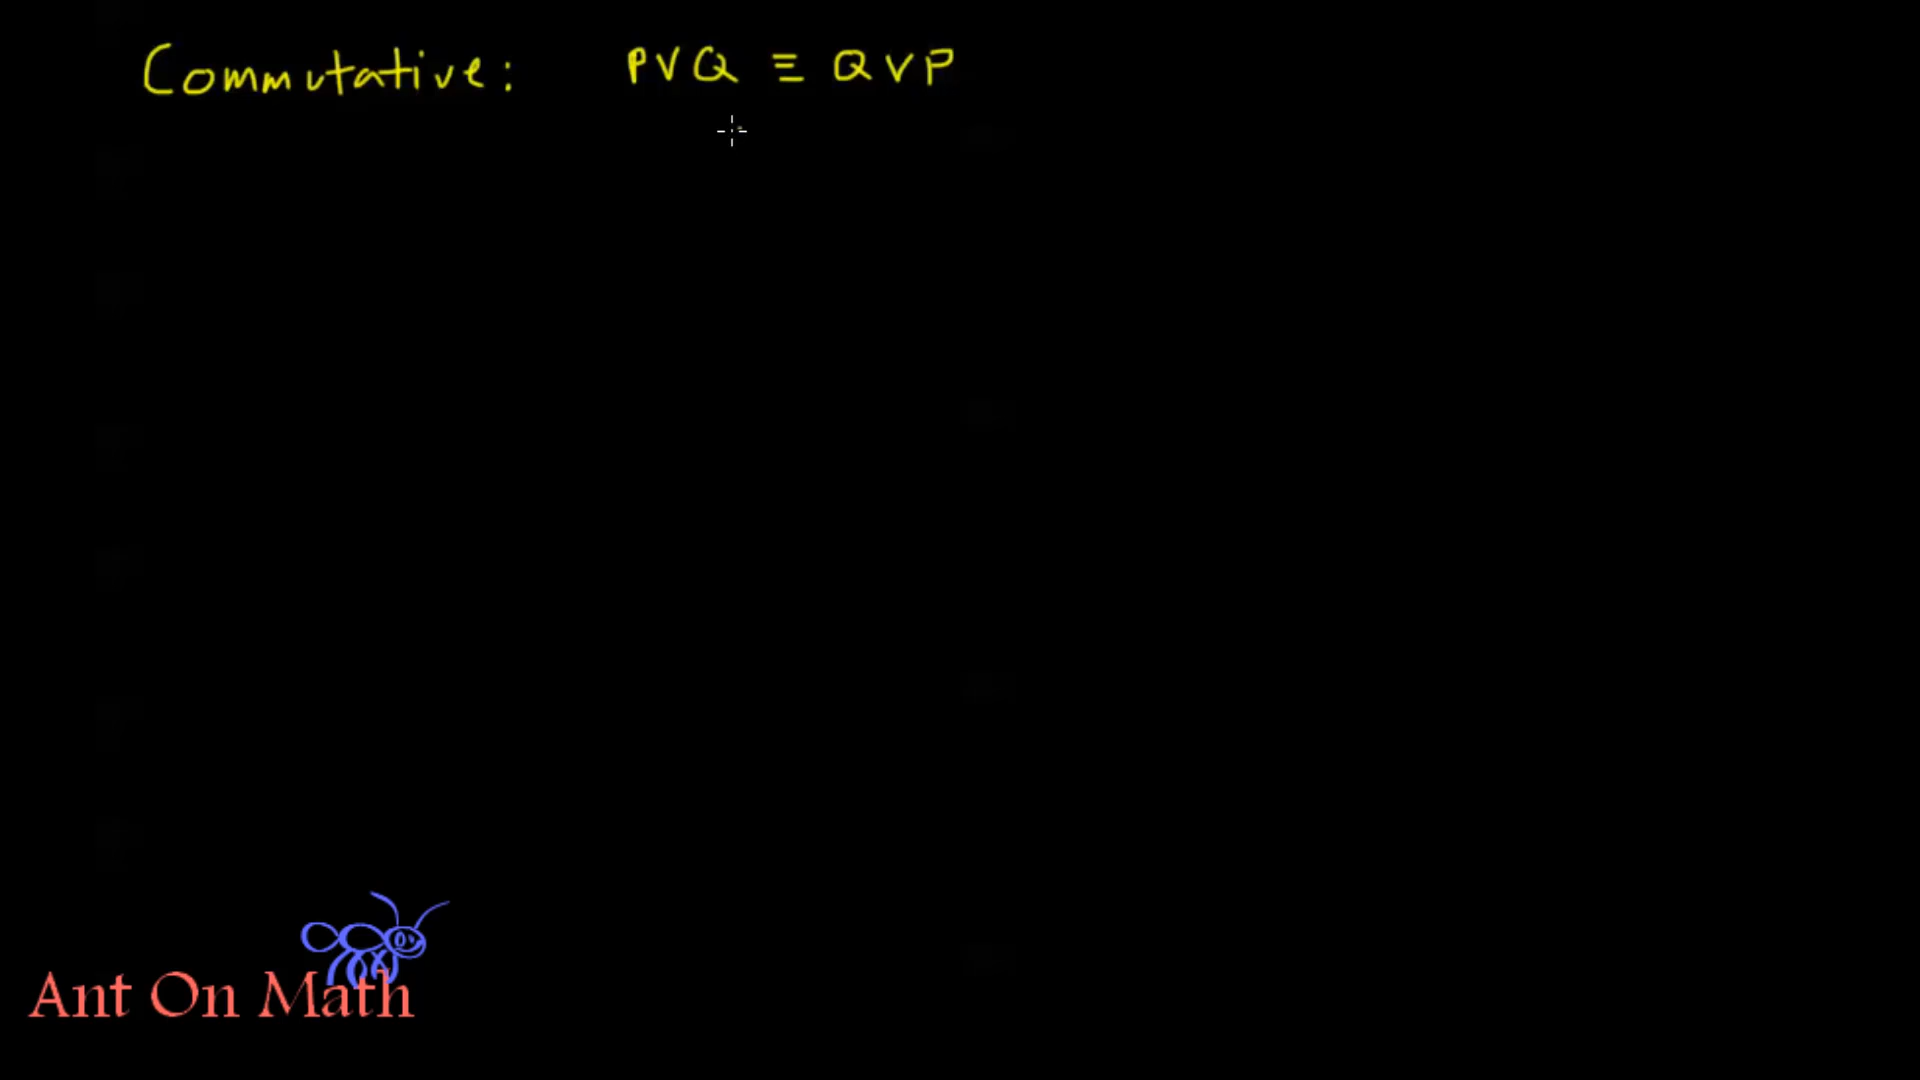 Commutative: P∨Q ≡ Q∨P
Ant On Math